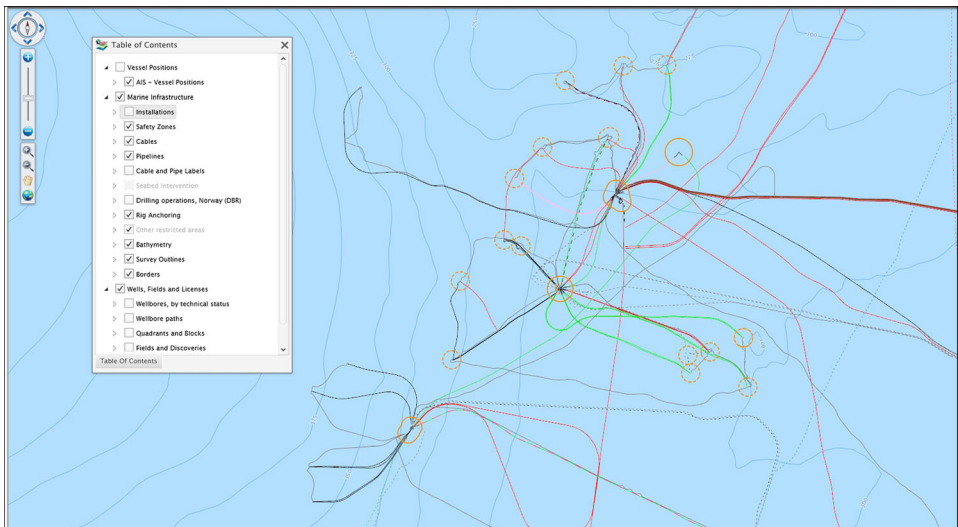 Table of Contents
Vessel Positions
AIS - Vessel Positions
Marine Infrastructure
Installations
Safety Zones
Cables
Pipelines
Cable and Pipe Labels
Seabed Intervention
Drilling operations, Norway (DBR)
Rig Anchoring
Other restricted areas
Bathymetry
Survey Outlines
Borders
Wells, Fields and Licenses
Wellbores, by technical status
Wellbore paths
Quadrants and Blocks
Fields and Discoveries
Table Of Contents